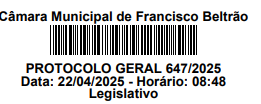 Câmara Municipal de Francisco Beltrão
PROTOCOLO GERAL 647/2025
Data: 22/04/2025 - Horário: 08:48
Legislativo